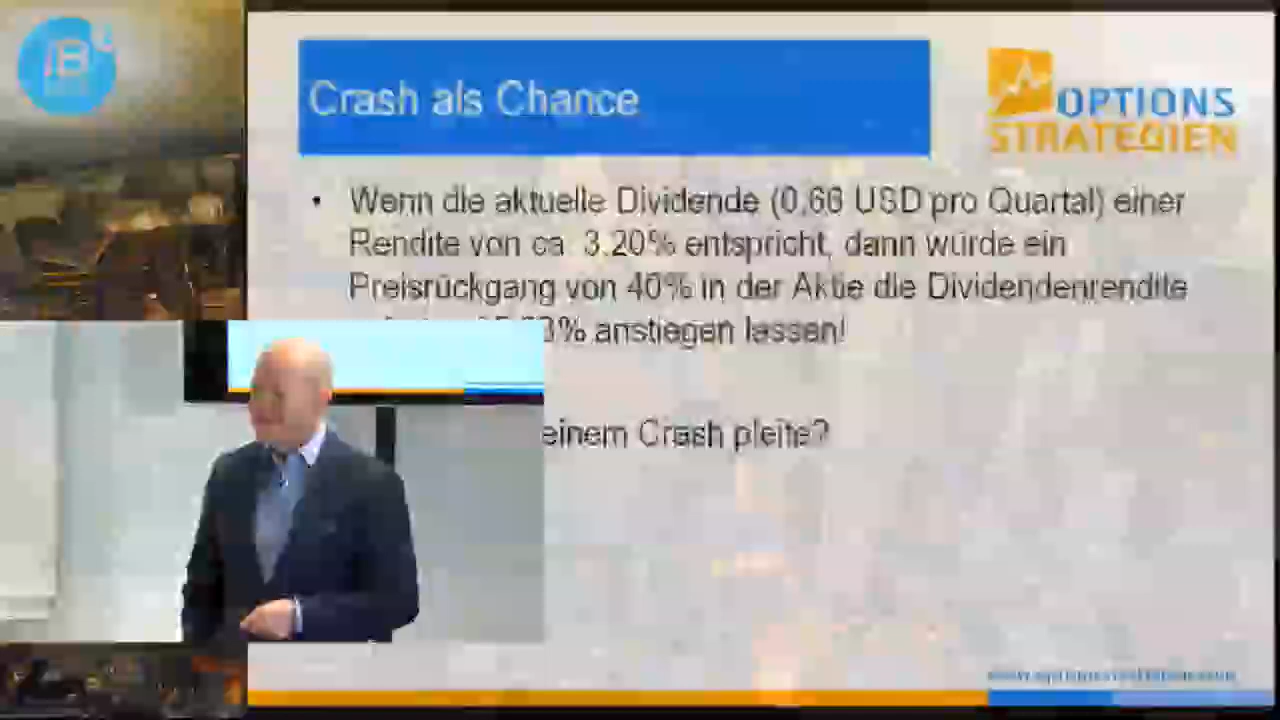 Crash als Chance
OPTIONS
STRATEGIEN
• Wenn die aktuelle Dividende (0,66 USD pro Quartal) einer
Rendite von ca. 3.20% entspricht, dann würde ein
Preisrückgang von 40% in der Aktie die Dividendenrendite
anstiegen lassen!
einem Crash pleite?